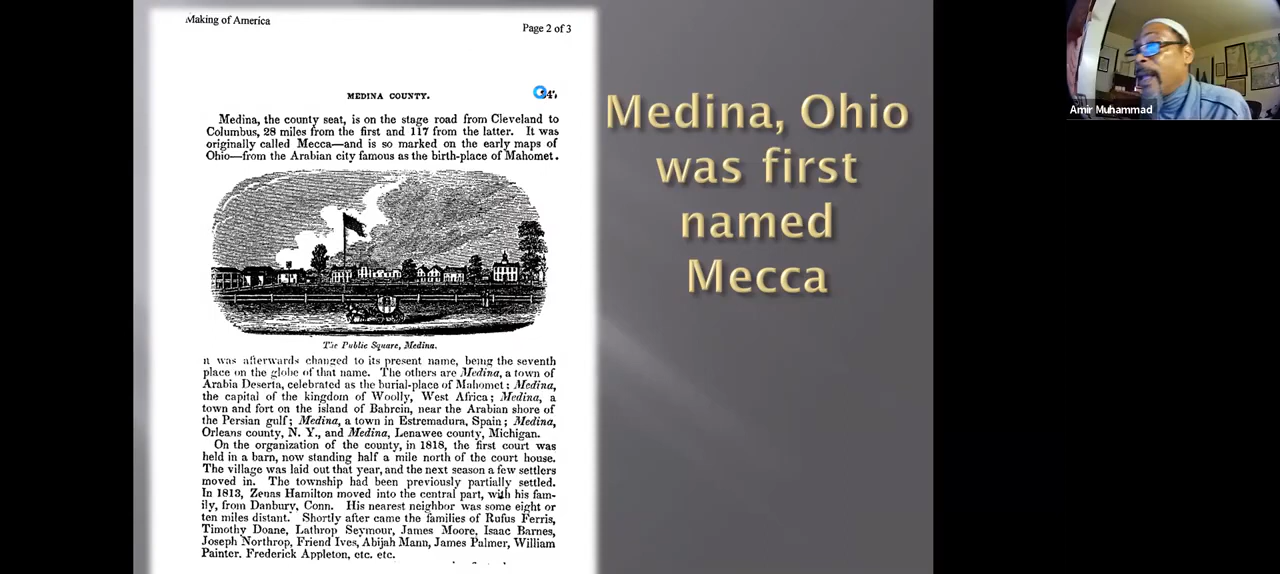 Making of America
Page 2 of 3
MEDINA COUNTY.
Medina, the county seat, is on the stage road from Cleveland to
Columbus, 28 miles from the first and 117 from the latter. It was
originally called Mecca—and is so marked on the early maps of
Ohio—from the Arabian city famous as the birth-place of Mahomet.
The Public Square, Medina.
It was afterwards changed to its present name, being the seventh
place on the globe of that name. The others are Medina, a town of
Arabia Deserta, celebrated as the burial-place of Mahomet; Medina,
the capital of the kingdom of Woolly, West Africa; Medina, a
town and fort on the island of Bahrein, near the Arabian shore of
the Persian gulf; Medina, a town in Estremadura, Spain; Medina,
Orleans county, N. Y., and Medina, Lenawee county, Michigan.
On the organization of the county, in 1818, the first court was
held in a barn, now standing half a mile north of the court house.
The village was laid out that year, and the next season a few settlers
moved in. The township had been previously partially settled.
In 1813, Zenas Hamilton moved into the central part, with his fam-
ily, from Danbury, Conn. His nearest neighbor was some eight or
ten miles distant. Shortly after came the families of Rufus Ferris,
Timothy Doane, Lathrop Seymour, James Moore, Isaac Barnes,
Joseph Northrop, Friend Ives, Abijah Mann, James Palmer, William
Painter, Frederick Appleton, etc. etc.
Medina, Ohio
was first
named
Mecca
Amir Muhammad